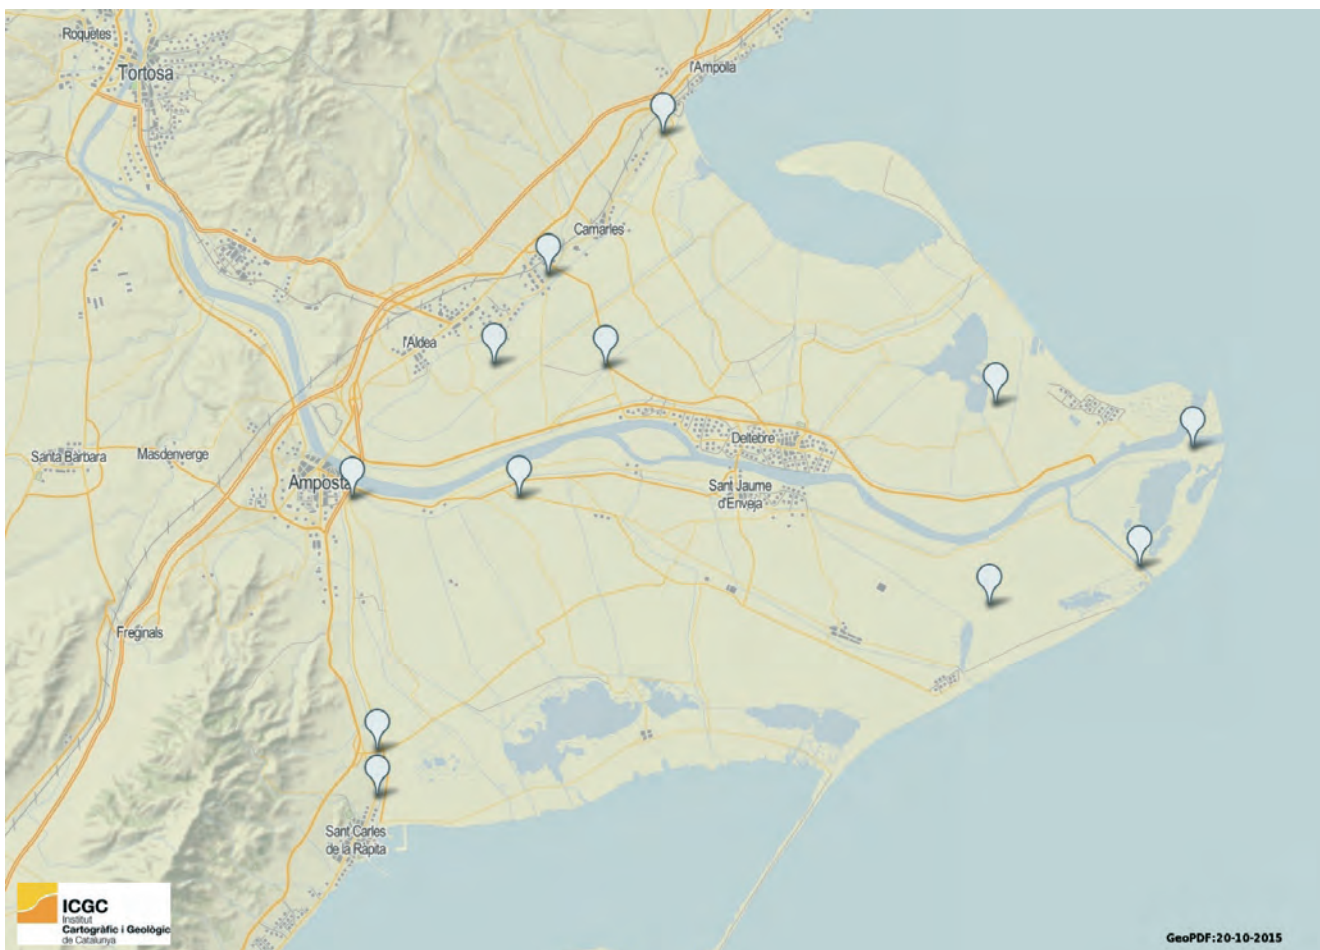 Roquetes
Tortosa
l'Ampolla
Camarles
l'Aldea
Deltebre
Santa Bàrbara
Masdenverge
Amposta
Sant Jaume
d'Enveja
Freginals
Sant Carles
de la Ràpita
ICGC
Institut
Cartogràfic i Geològic
de Catalunya
GeoPDF:20-10-2015